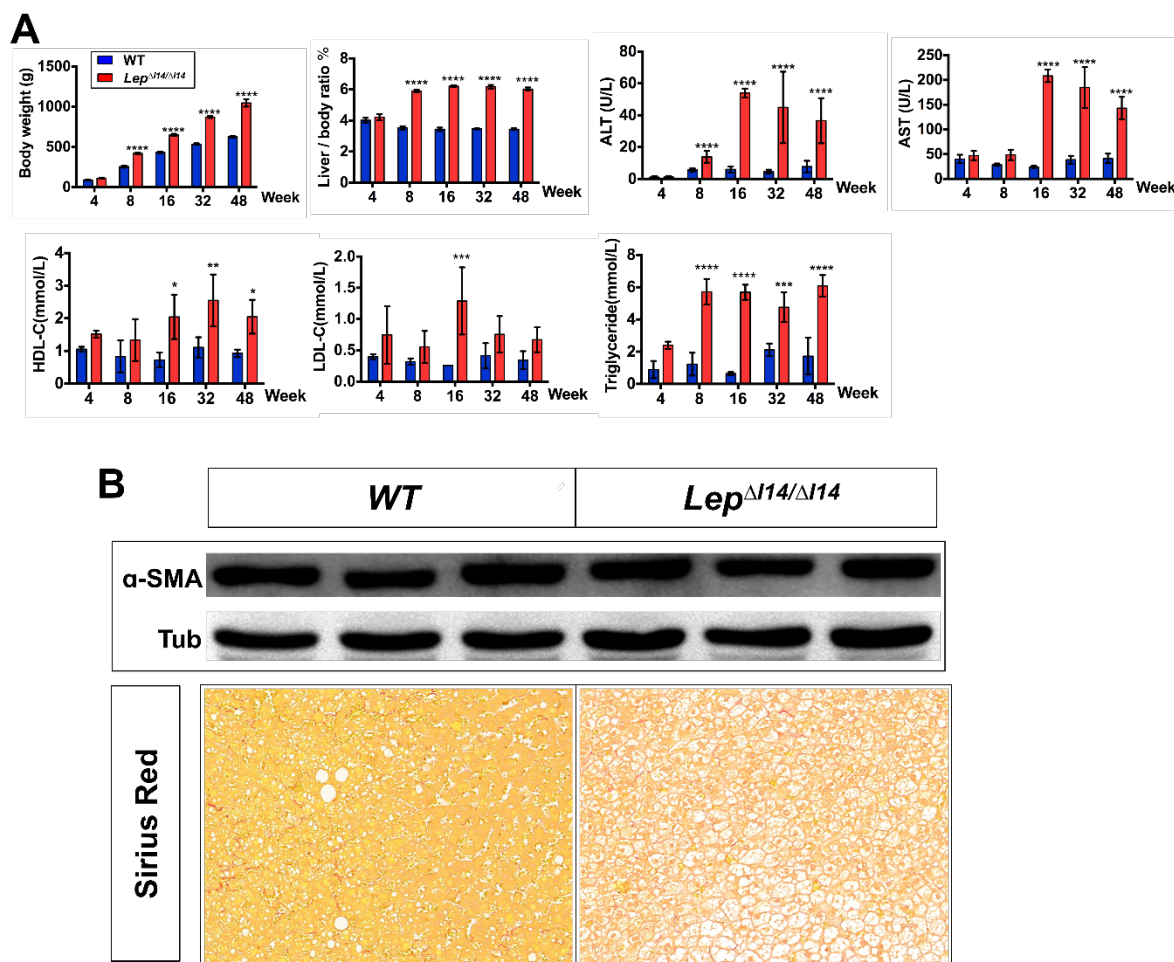 A
WT
Lep^ΔI14/ΔI14
Body weight (g)
1500
1000
500
0
****
****
****
****
4 8 16 32 48 Week
Liver / body ratio %
8
6
4
2
0
**** **** **** ****
4 8 16 32 48 Week
ALT (U/L)
80
60
40
20
0
****
****
****
****
4 8 16 32 48 Week
AST (U/L)
250
200
150
100
50
0
****
****
****
4 8 16 32 48 Week
HDL-C(mmol/L)
4
3
2
1
0
*
**
*
4 8 16 32 48 Week
LDL-C(mmol/L)
2.0
1.5
1.0
0.5
0.0
***
4 8 16 32 48 Week
Triglyceride(mmol/L)
8
6
4
2
0
****
****
***
****
4 8 16 32 48 Week
B
WT Lep^ΔI14/ΔI14
α-SMA
Tub
Sirius Red